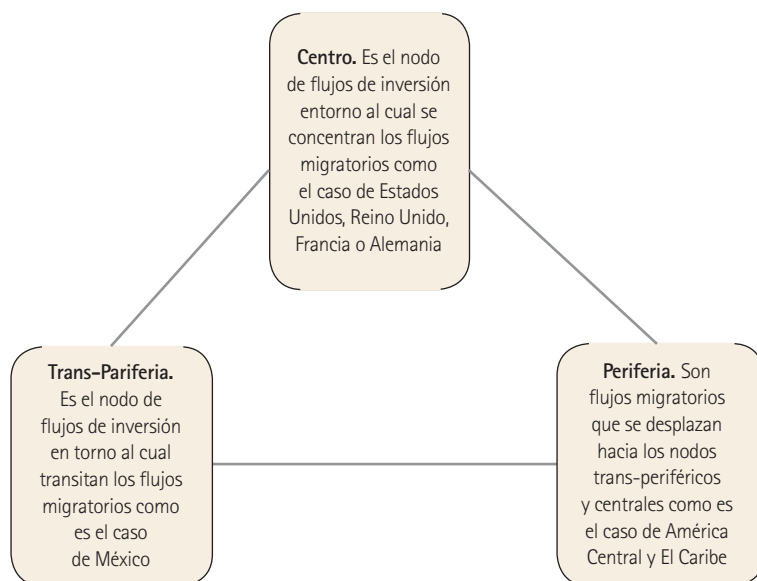 Centro. Es el nodo
de flujos de inversión
entorno al cual se
concentran los flujos
migratorios como
el caso de Estados
Unidos, Reino Unido,
Francia o Alemania
Trans-Pariferia.
Es el nodo de
flujos de inversión
en torno al cual
transitan los flujos
migratorios como
es el caso
de México
Periferia. Son
flujos migratorios
que se desplazan
hacia los nodos
trans-periféricos
y centrales como es
el caso de América
Central y El Caribe